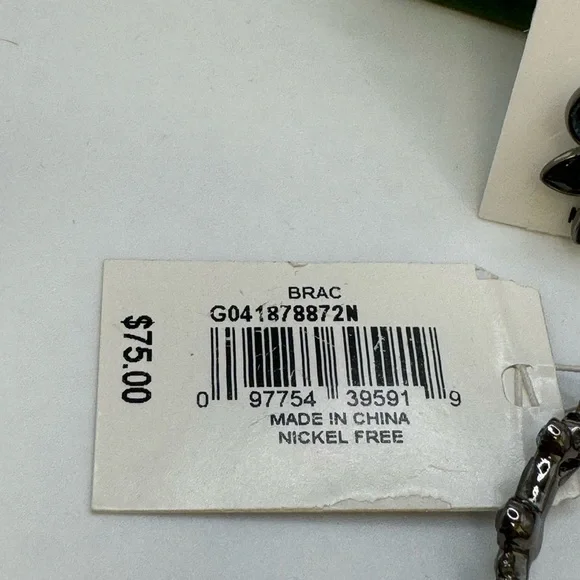 BRAC
G041878872N
$75.00
0 97754 39591 9
MADE IN CHINA
NICKEL FREE